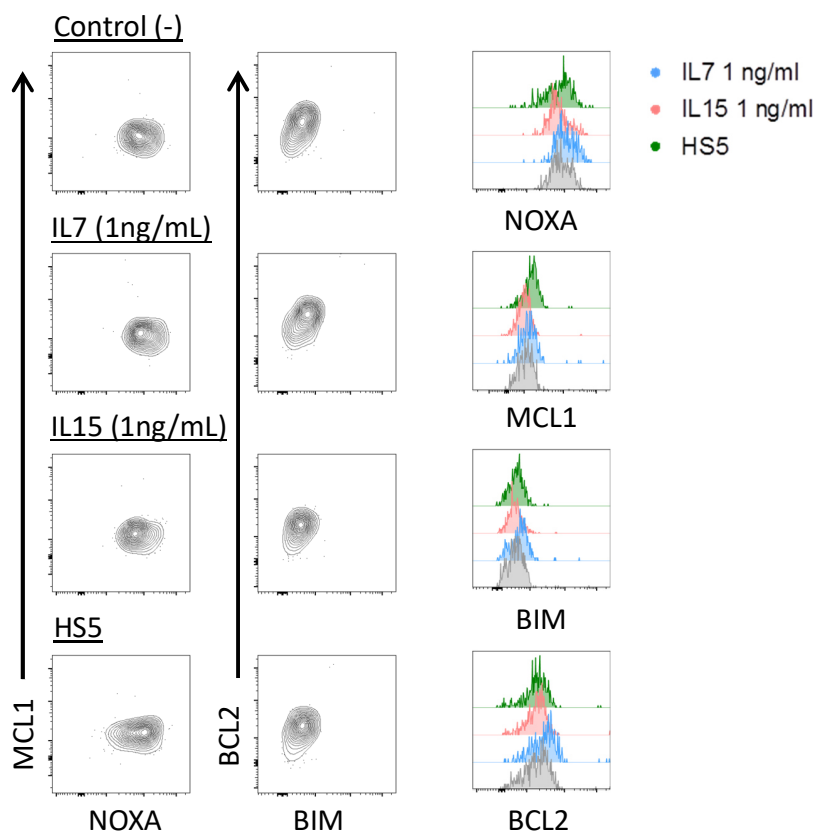 Control (-)
IL7 1 ng/ml
IL15 1 ng/ml
HS5
NOXA
IL7 (1ng/mL)
MCL1
IL15 (1ng/mL)
BIM
HS5
MCL1
BCL2
NOXA
BIM
BCL2